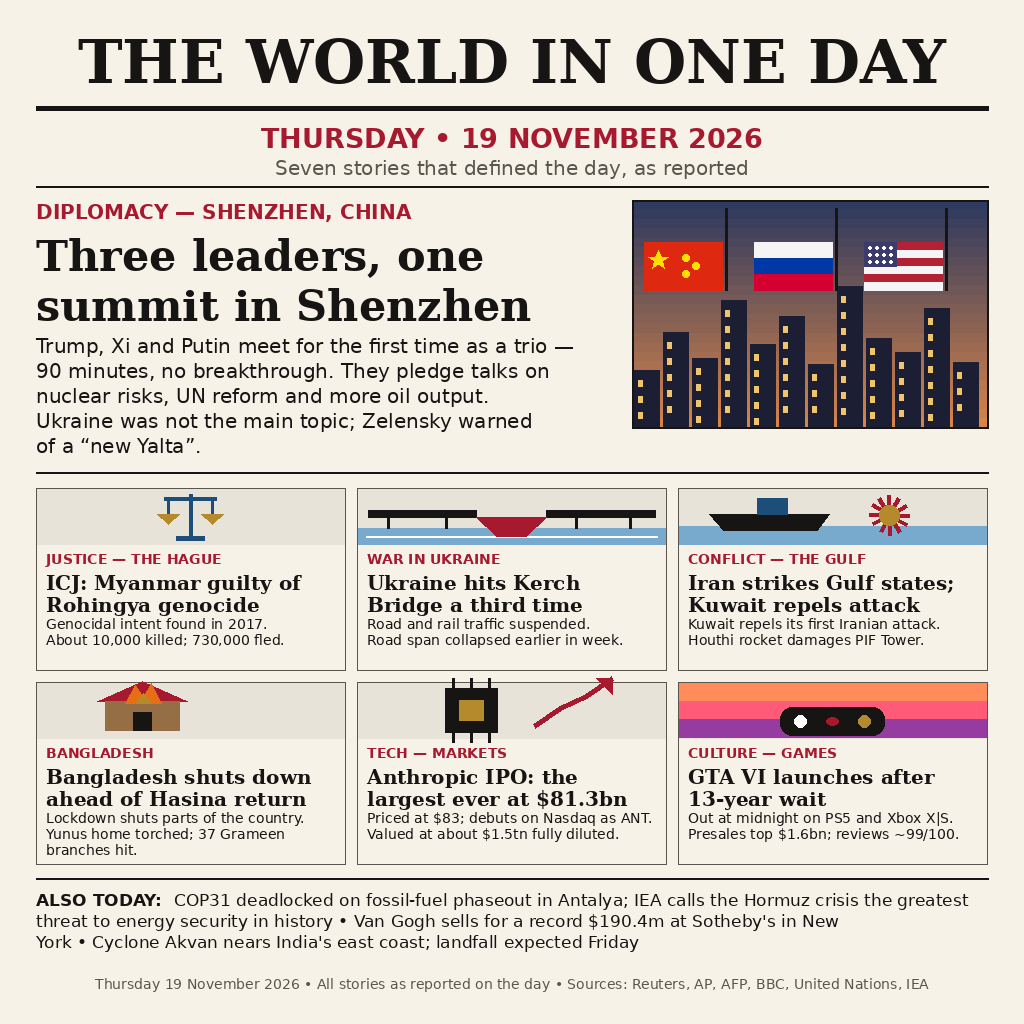 THE WORLD IN ONE DAY
THURSDAY • 19 NOVEMBER 2026
Seven stories that defined the day, as reported
DIPLOMACY — SHENZHEN, CHINA
Three leaders, one
summit in Shenzhen
Trump, Xi and Putin meet for the first time as a trio —
90 minutes, no breakthrough. They pledge talks on
nuclear risks, UN reform and more oil output.
Ukraine was not the main topic; Zelensky warned
of a “new Yalta”.
JUSTICE — THE HAGUE
ICJ: Myanmar guilty of
Rohingya genocide
Genocidal intent found in 2017.
About 10,000 killed; 730,000 fled.
WAR IN UKRAINE
Ukraine hits Kerch
Bridge a third time
Road and rail traffic suspended.
Road span collapsed earlier in week.
CONFLICT — THE GULF
Iran strikes Gulf states;
Kuwait repels attack
Kuwait repels its first Iranian attack.
Houthi rocket damages PIF Tower.
BANGLADESH
Bangladesh shuts down
ahead of Hasina return
Lockdown shuts parts of the country.
Yunus home torched; 37 Grameen
branches hit.
TECH — MARKETS
Anthropic IPO: the
largest ever at $81.3bn
Priced at $83; debuts on Nasdaq as ANT.
Valued at about $1.5tn fully diluted.
CULTURE — GAMES
GTA VI launches after
13-year wait
Out at midnight on PS5 and Xbox X|S.
Presales top $1.6bn; reviews ~99/100.
ALSO TODAY: COP31 deadlocked on fossil-fuel phaseout in Antalya; IEA calls the Hormuz crisis the greatest
threat to energy security in history • Van Gogh sells for a record $190.4m at Sotheby's in New
York • Cyclone Akvan nears India's east coast; landfall expected Friday
Thursday 19 November 2026 • All stories as reported on the day • Sources: Reuters, AP, AFP, BBC, United Nations, IEA